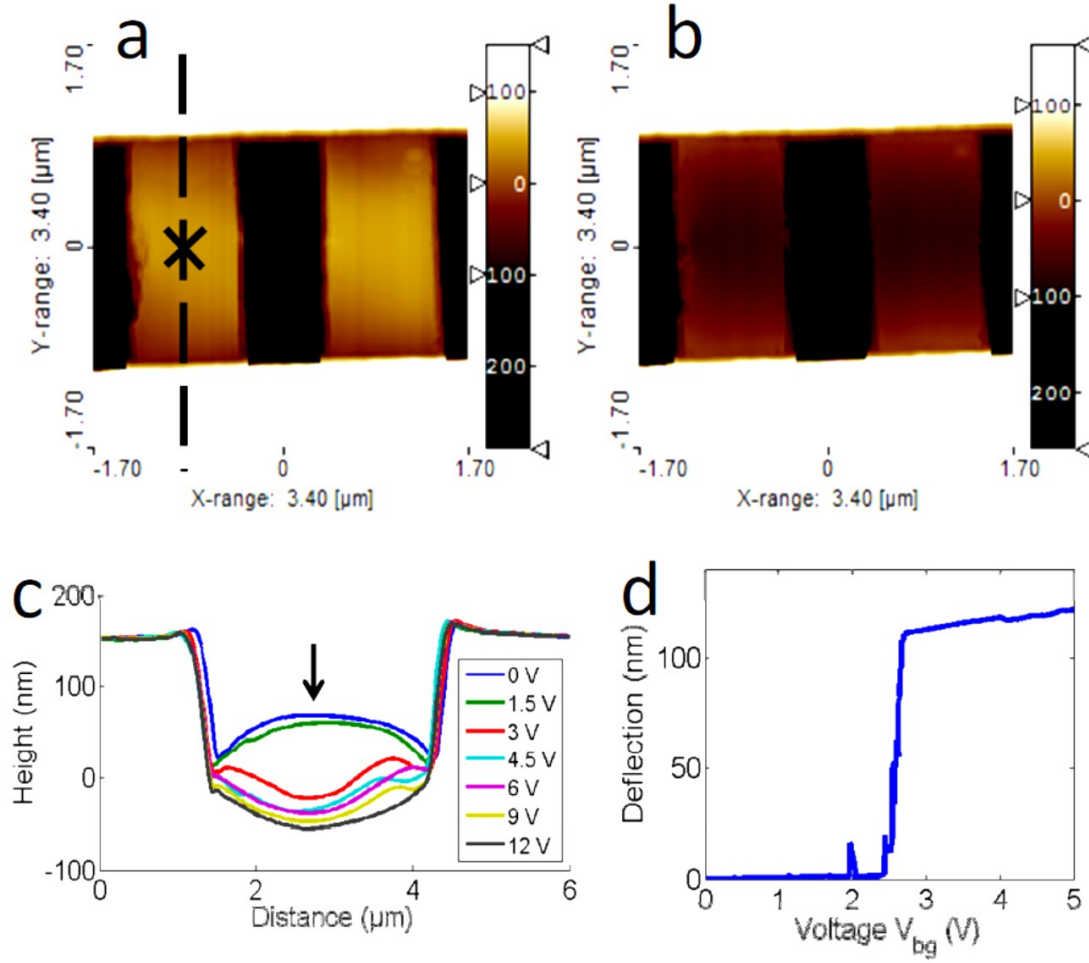 a
1.70
0
-1.70
Y-range: 3.40 [µm]
-1.70
0
1.70
X-range: 3.40 [µm]
100
0
100
200
b
1.70
0
-1.70
Y-range: 3.40 [µm]
-1.70
0
1.70
X-range: 3.40 [µm]
100
0
100
200
c
200
100
0
-100
Height (nm)
0 V
1.5 V
3 V
4.5 V
6 V
9 V
12 V
0
2
4
6
Distance (µm)
d
100
50
0
Deflection (nm)
0
1
2
3
4
5
Voltage V_bg (V)